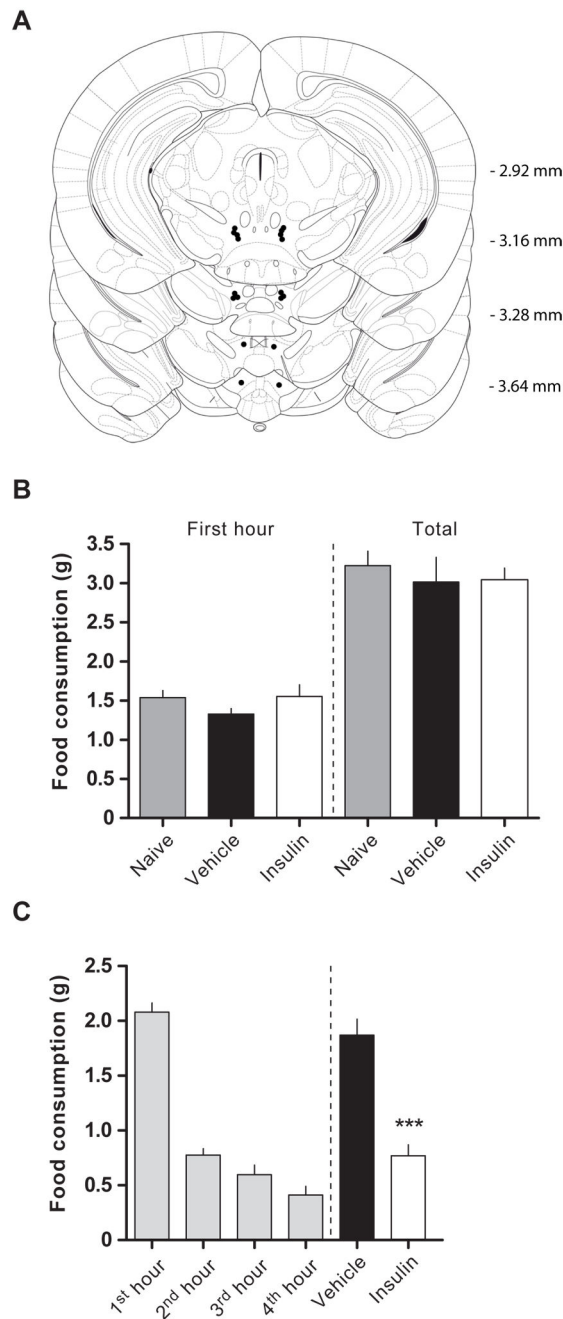 A
- 2.92 mm
- 3.16 mm
- 3.28 mm
- 3.64 mm
B
First hour Total
Food consumption (g)
3.5
3.0
2.5
2.0
1.5
1.0
0.5
0
Naive Vehicle Insulin Naive Vehicle Insulin
C
Food consumption (g)
2.5
2.0
1.5
1.0
0.5
0
***
1st hour 2nd hour 3rd hour 4th hour Vehicle Insulin